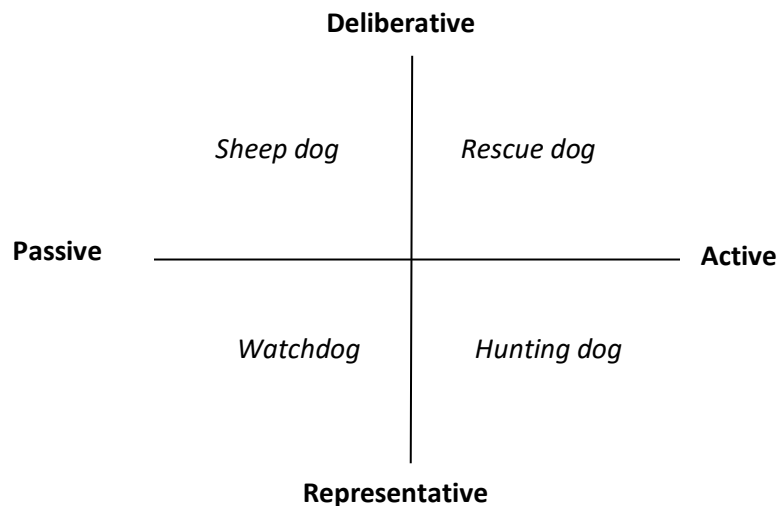 Deliberative
Sheep dog
Rescue dog
Passive
Active
Watchdog
Hunting dog
Representative